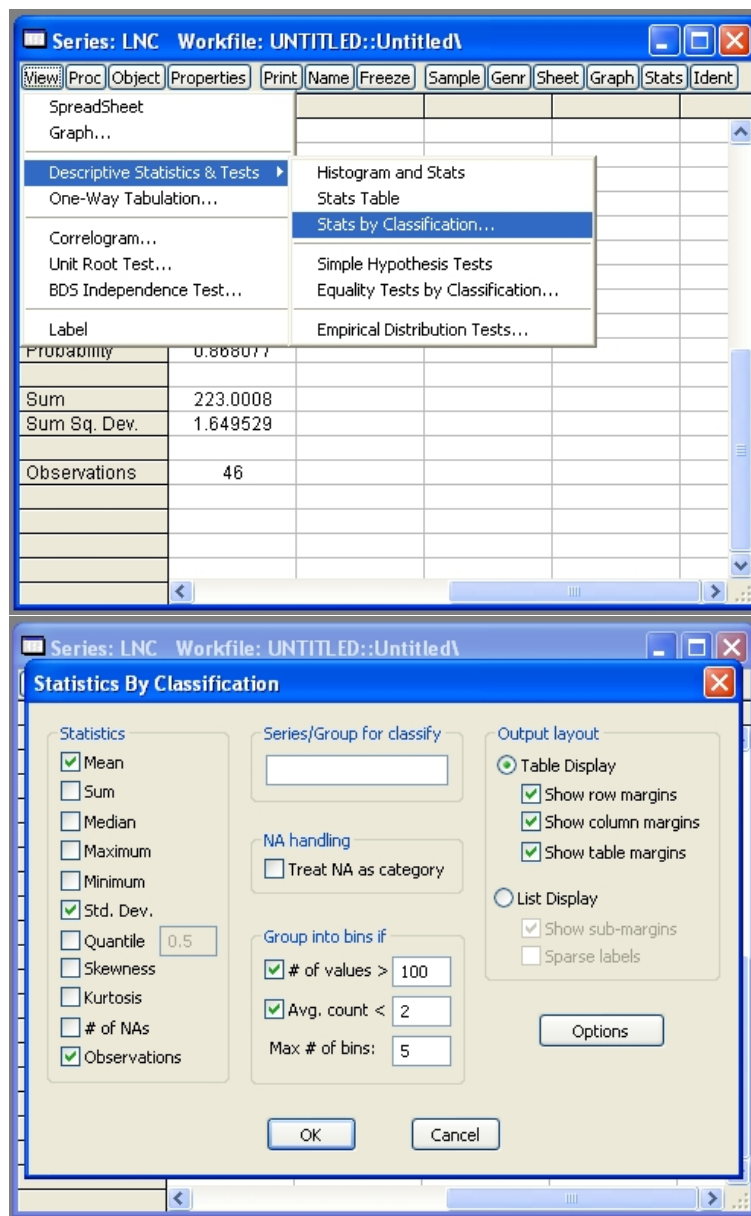 Series: LNC Workfile: UNTITLED::Untitled\
View Proc Object Properties Print Name Freeze Sample Genr Sheet Graph Stats Ident
SpreadSheet
Graph...
Descriptive Statistics & Tests
One-Way Tabulation...
Correlogram...
Unit Root Test...
BDS Independence Test...
Label
Histogram and Stats
Stats Table
Stats by Classification...
Simple Hypothesis Tests
Equality Tests by Classification...
Empirical Distribution Tests...
Probability 0.868077
Sum 223.0008
Sum Sq. Dev. 1.649529
Observations 46
Series: LNC Workfile: UNTITLED::Untitled\
Statistics By Classification
Statistics
Mean
Sum
Median
Maximum
Minimum
Std. Dev.
Quantile 0.5
Skewness
Kurtosis
# of NAs
Observations
Series/Group for classify
NA handling
Treat NA as category
Group into bins if
# of values > 100
Avg. count < 2
Max # of bins: 5
Output layout
Table Display
Show row margins
Show column margins
Show table margins
List Display
Show sub-margins
Sparse labels
Options
OK Cancel